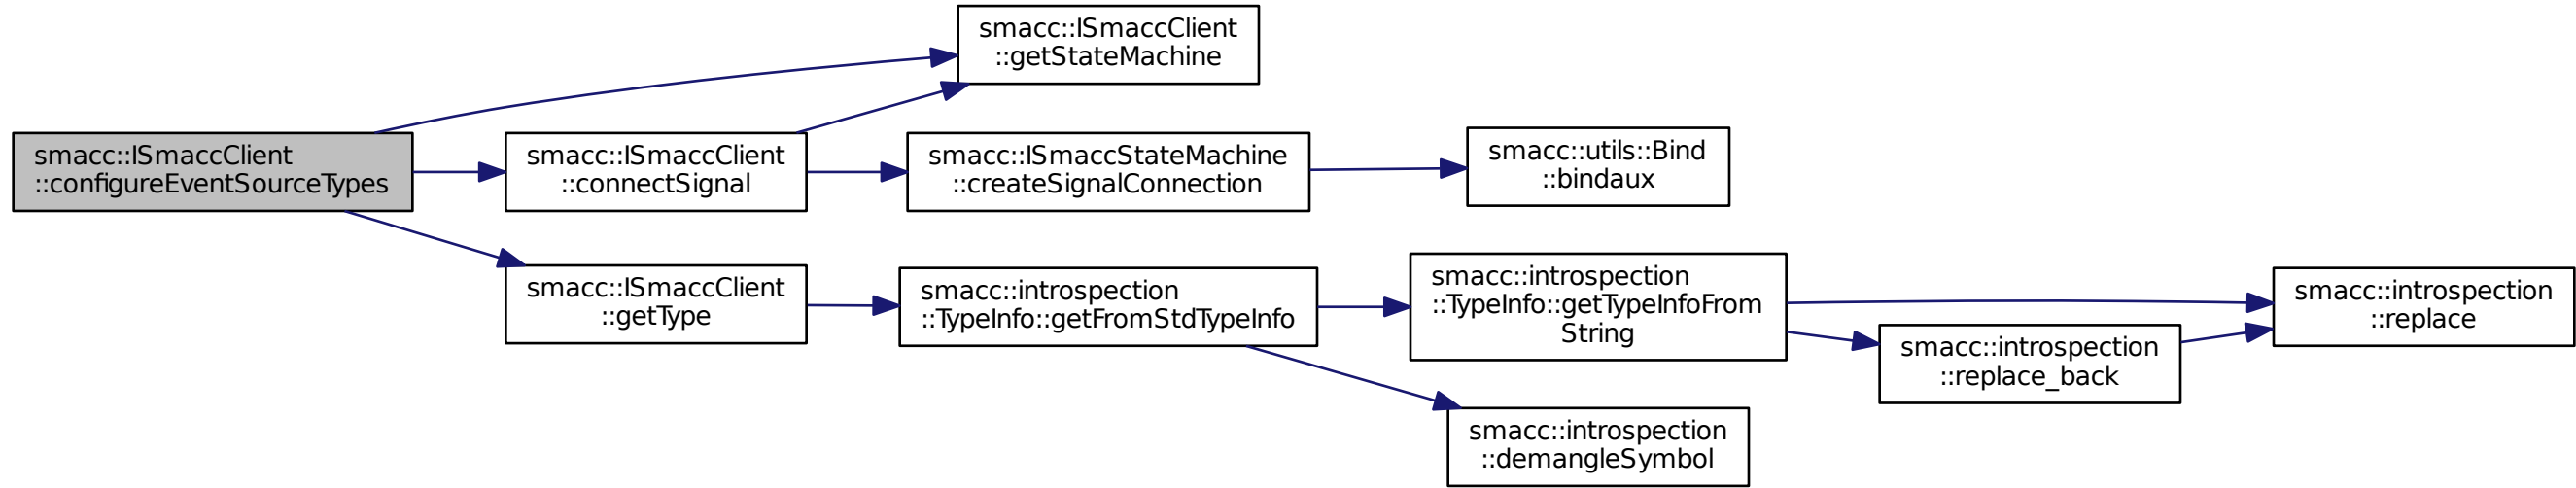 smacc::ISmaccClient
::configureEventSourceTypes
smacc::ISmaccClient
::getStateMachine
smacc::ISmaccClient
::connectSignal
smacc::ISmaccStateMachine
::createSignalConnection
smacc::utils::Bind
::bindaux
smacc::ISmaccClient
::getType
smacc::introspection
::TypeInfo::getFromStdTypeInfo
smacc::introspection
::TypeInfo::getTypeInfoFrom
String
smacc::introspection
::replace
smacc::introspection
::replace_back
smacc::introspection
::demangleSymbol